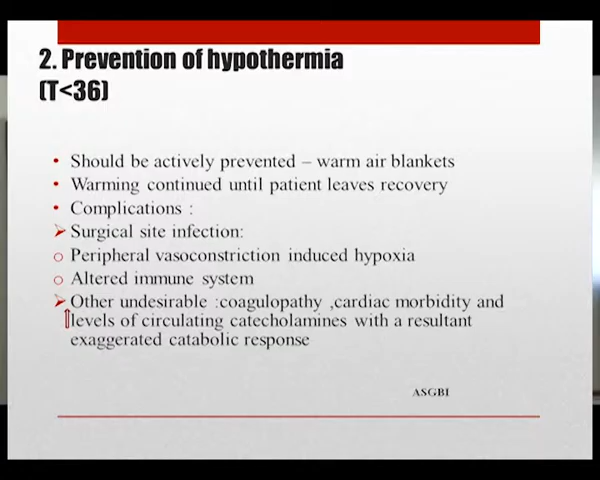 2. Prevention of hypothermia
(T<36)
• Should be actively prevented – warm air blankets
• Warming continued until patient leaves recovery
• Complications :
➢ Surgical site infection:
○ Peripheral vasoconstriction induced hypoxia
○ Altered immune system
➢ Other undesirable :coagulopathy ,cardiac morbidity and
⇧levels of circulating catecholamines with a resultant
exaggerated catabolic response
ASGBI